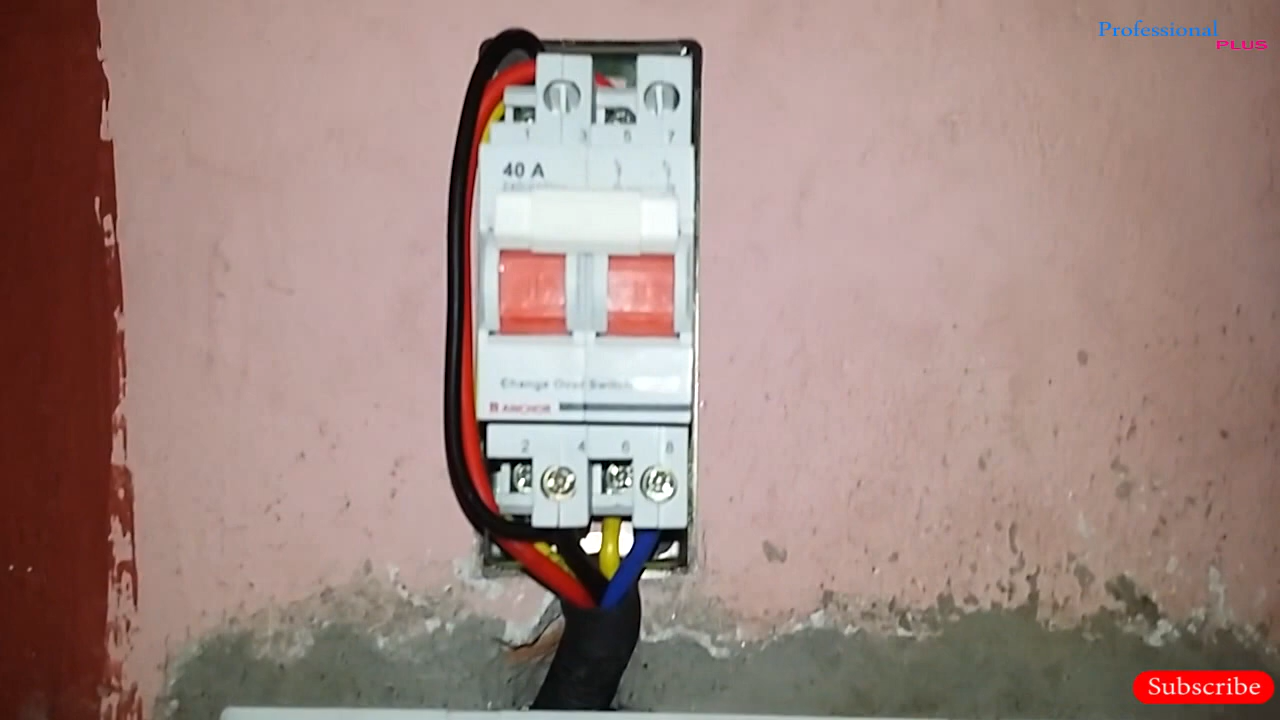 Professional
PLUS
1 3 5 7
40 A
Change Over Switch
ANCHOR
2 4 6 8
Subscribe